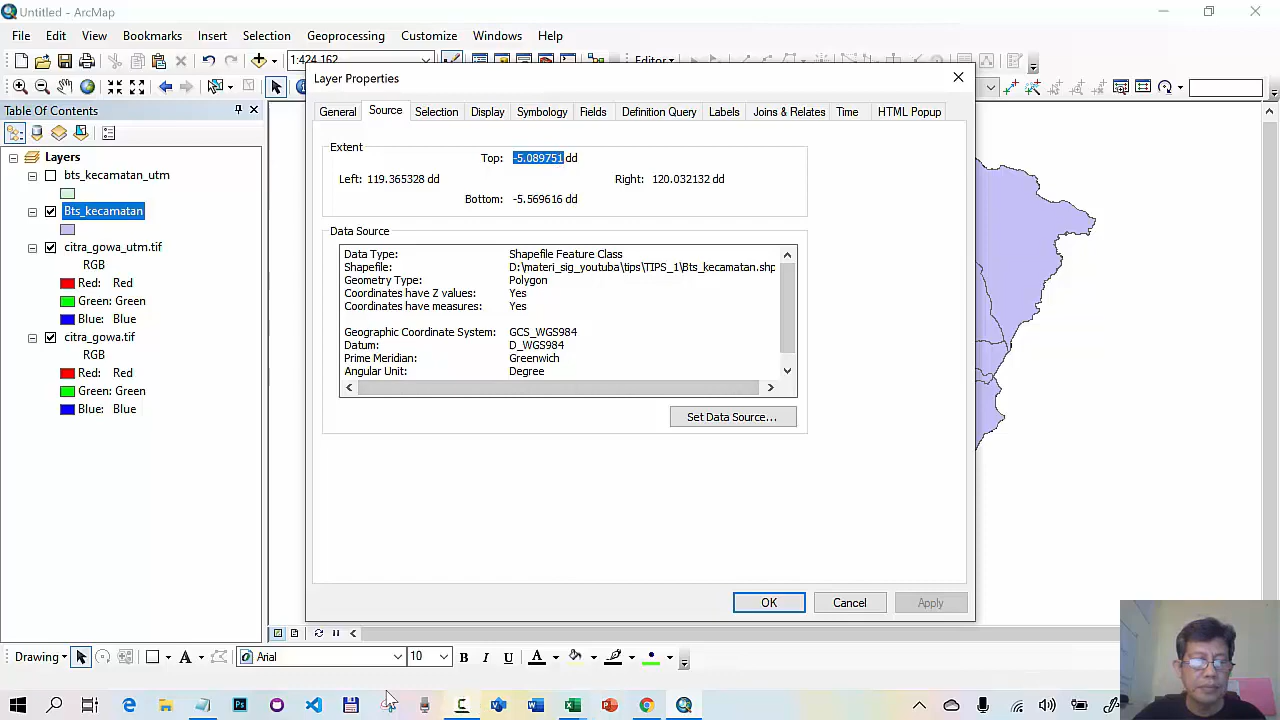 Untitled - ArcMap
File Edit View Bookmarks Insert Selection Geoprocessing Customize Windows Help
1:424.162
Editor
Layer Properties
Table Of Contents
General Source Selection Display Symbology Fields Definition Query Labels Joins & Relates Time HTML Popup
Layers
bts_kecamatan_utm
Bts_kecamatan
citra_gowa_utm.tif
RGB
Red: Red
Green: Green
Blue: Blue
citra_gowa.tif
RGB
Red: Red
Green: Green
Blue: Blue
Extent
Top: -5.089751 dd
Left: 119.365328 dd Right: 120.032132 dd
Bottom: -5.569616 dd
Data Source
Data Type: Shapefile Feature Class
Shapefile: D:\materi_sig_youtuba\tips\TIPS_1\Bts_kecamatan.shp
Geometry Type: Polygon
Coordinates have Z values: Yes
Coordinates have measures: Yes
Geographic Coordinate System: GCS_WGS984
Datum: D_WGS984
Prime Meridian: Greenwich
Angular Unit: Degree
Set Data Source...
OK Cancel Apply
Drawing A Arial 10 B I U A